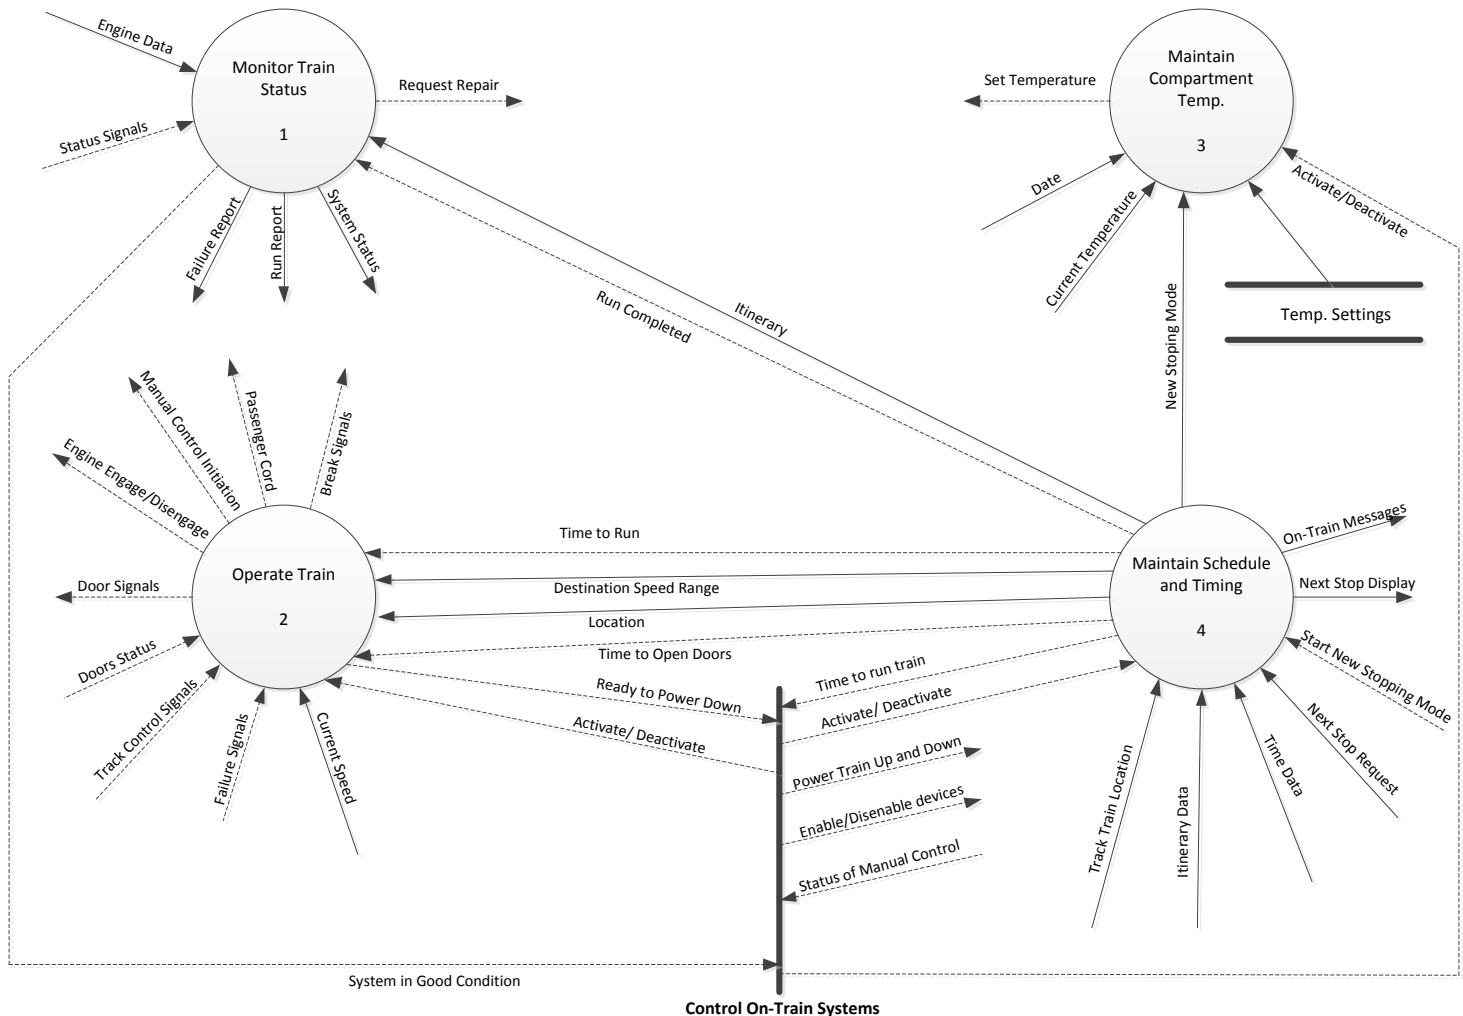 Engine Data
Monitor Train
Status
1
Request Repair
Status Signals
Failure Report
Run Report
System Status
Set Temperature
Maintain
Compartment
Temp.
3
Date
Current Temperature
Activate/Deactivate
New Stoping Mode
Temp. Settings
Itinerary
Run Completed
Manual Control Initiation
Passenger Cord
Break Signals
Engine Engage/Disengage
Door Signals
Operate Train
2
Doors Status
Track Control Signals
Failure Signals
Current Speed
Time to Run
Destination Speed Range
Location
Time to Open Doors
Ready to Power Down
Activate/ Deactivate
Time to run train
Activate/ Deactivate
Power Train Up and Down
Enable/Disenable devices
Status of Manual Control
Maintain Schedule
and Timing
4
On-Train Messages
Next Stop Display
Start New Stopping Mode
Next Stop Request
Time Data
Itinerary Data
Track Train Location
System in Good Condition
Control On-Train Systems